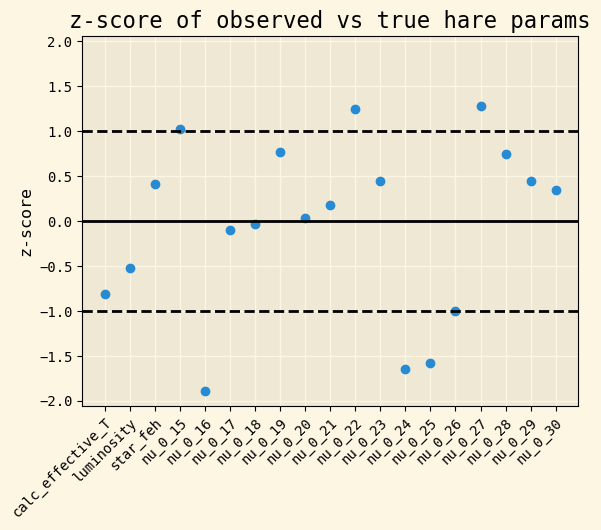 z-score of observed vs true hare params
2.0
1.5
1.0
0.5
0.0
−0.5
−1.0
−1.5
−2.0
z-score
calc_effective_T
luminosity
star_feh
nu_0_15
nu_0_16
nu_0_17
nu_0_18
nu_0_19
nu_0_20
nu_0_21
nu_0_22
nu_0_23
nu_0_24
nu_0_25
nu_0_26
nu_0_27
nu_0_28
nu_0_29
nu_0_30